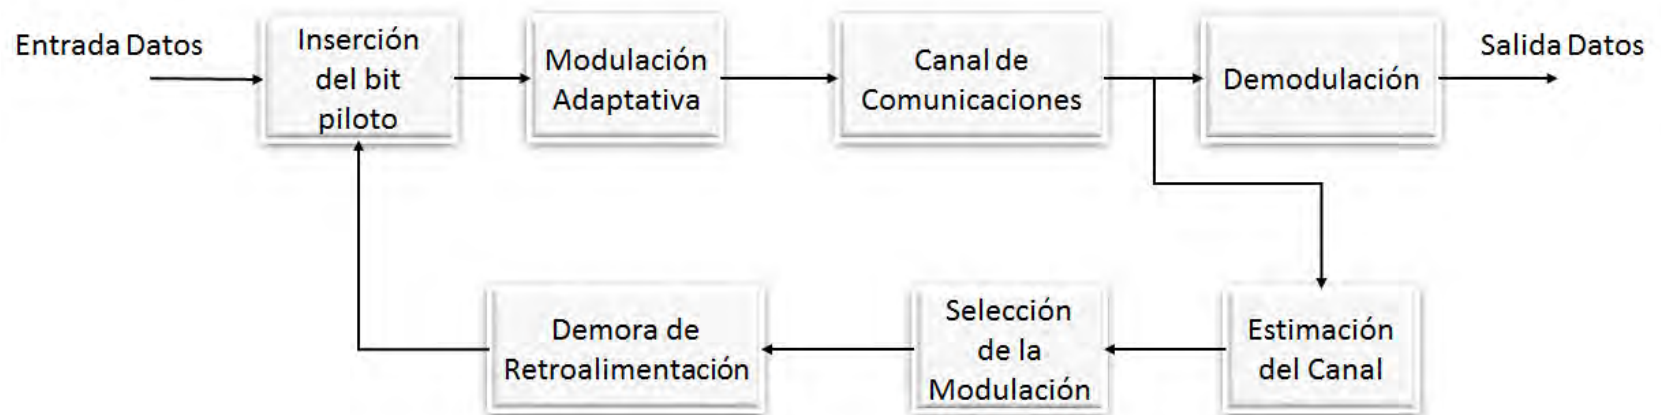 Entrada Datos
Inserción
del bit
piloto
Modulación
Adaptativa
Canal de
Comunicaciones
Demodulación
Salida Datos
Demora de
Retroalimentación
Selección
de la
Modulación
Estimación
del Canal